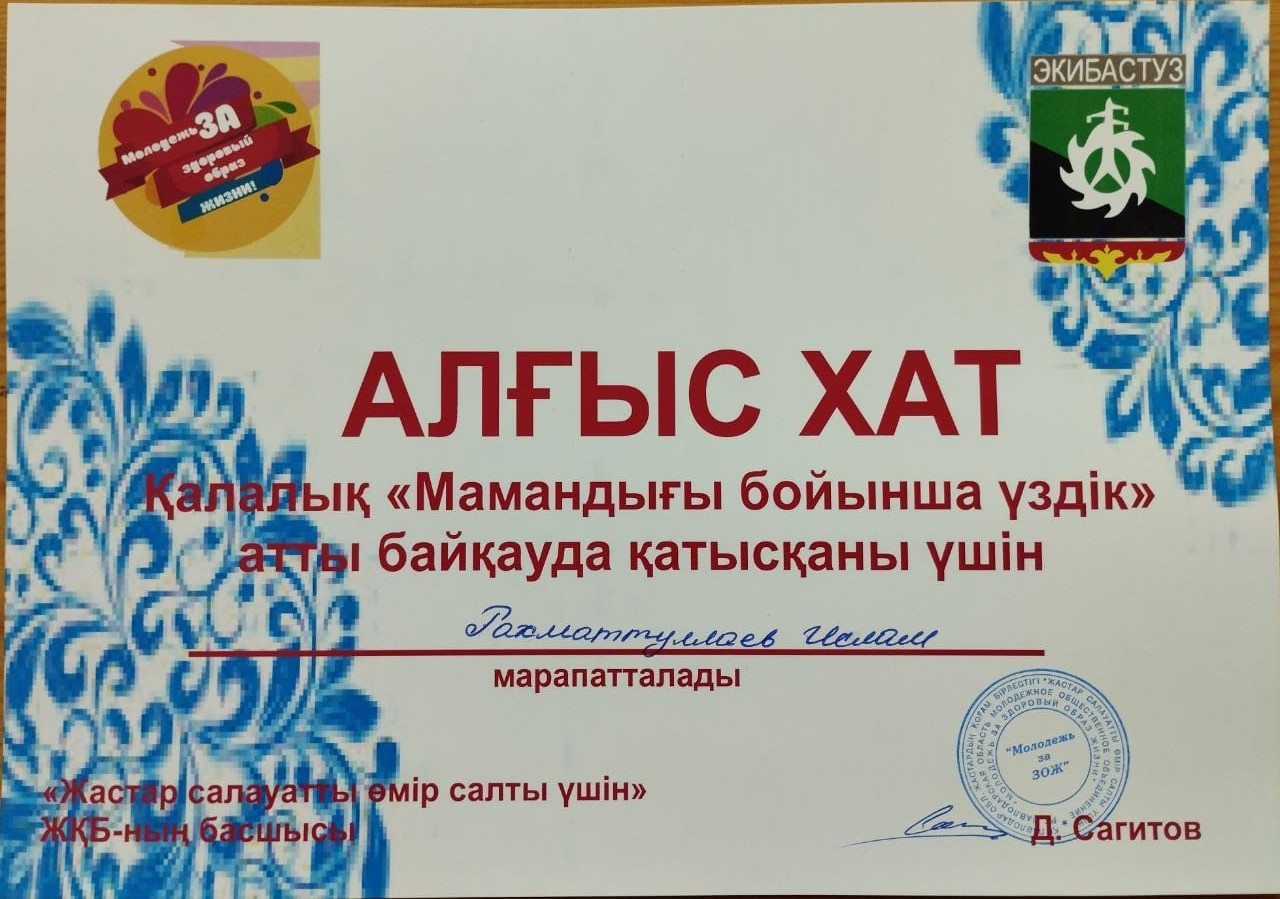 Молодежь ЗА
здоровый
образ
жизни!
ЭКИБАСТУЗ
АЛҒЫС ХАТ
Қалалық «Мамандығы бойынша үздік»
атты байқауда қатысқаны үшін
Рахматтуллаев Ислам
марапатталады
"Молодежь
за
ЗОЖ"
«Жастар салауатты өмір салты үшін»
ЖҚБ-ның басшысы
Д. Сагитов